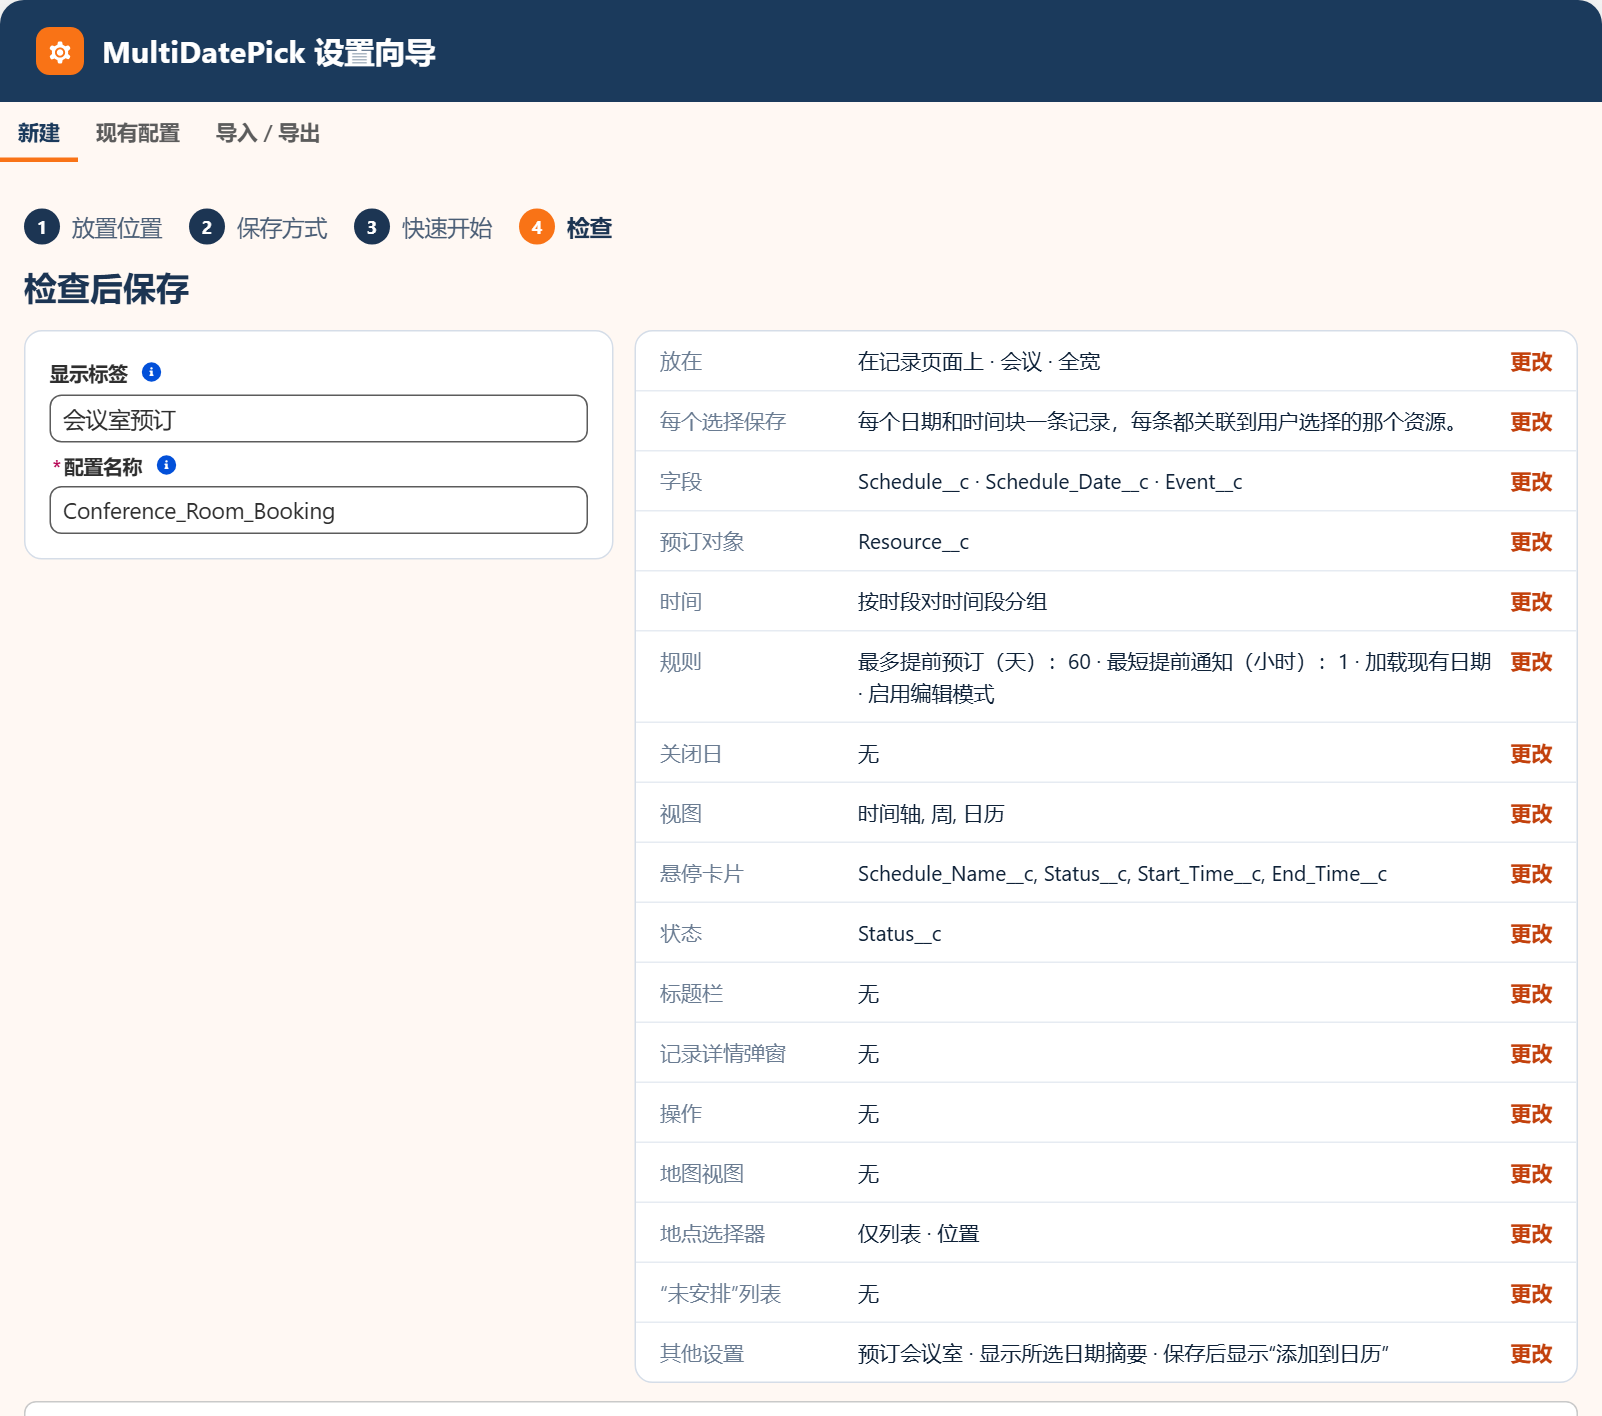 MultiDatePick 设置向导
新建 现有配置 导入 / 导出
1 放置位置 2 保存方式 3 快速开始 4 检查
检查后保存
显示标签
会议室预订
*配置名称
Conference_Room_Booking
放在 在记录页面上 · 会议 · 全宽 更改
每个选择保存 每个日期和时间块一条记录，每条都关联到用户选择的那个资源。 更改
字段 Schedule__c · Schedule_Date__c · Event__c 更改
预订对象 Resource__c 更改
时间 按时段对时间段分组 更改
规则 最多提前预订（天）：60 · 最短提前通知（小时）：1 · 加载现有日期 更改
· 启用编辑模式
关闭日 无 更改
视图 时间轴, 周, 日历 更改
悬停卡片 Schedule_Name__c, Status__c, Start_Time__c, End_Time__c 更改
状态 Status__c 更改
标题栏 无 更改
记录详情弹窗 无 更改
操作 无 更改
地图视图 无 更改
地点选择器 仅列表 · 位置 更改
“未安排”列表 无 更改
其他设置 预订会议室 · 显示所选日期摘要 · 保存后显示“添加到日历” 更改